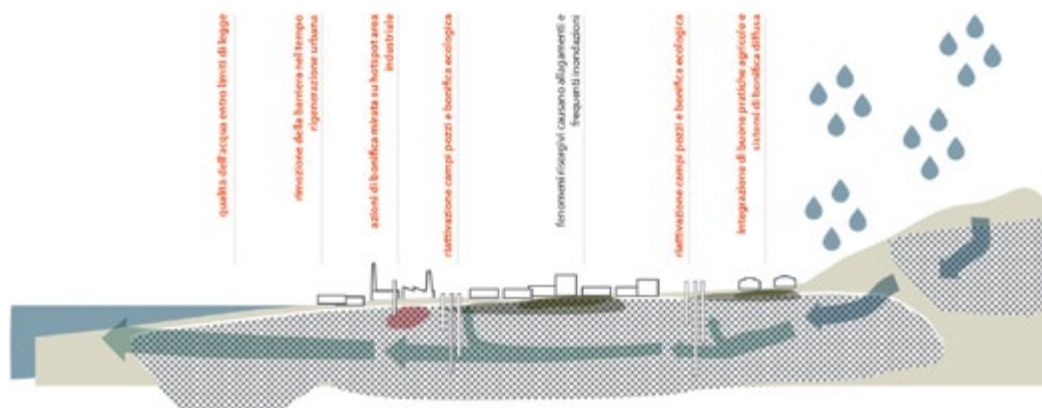 qualità dell'acqua entro limiti di legge
rimozione della barriera nel tempo
rigenerazione urbana
azioni di bonifica mirata su hotspot area
industriale
riattivazione campi pozzi e bonifica ecologica
fenomeni risorgivi causano allagamenti e
frequenti inondazioni
riattivazione campi pozzi e bonifica ecologica
integrazione di buone pratiche agricole e
sistemi di bonifica diffusa